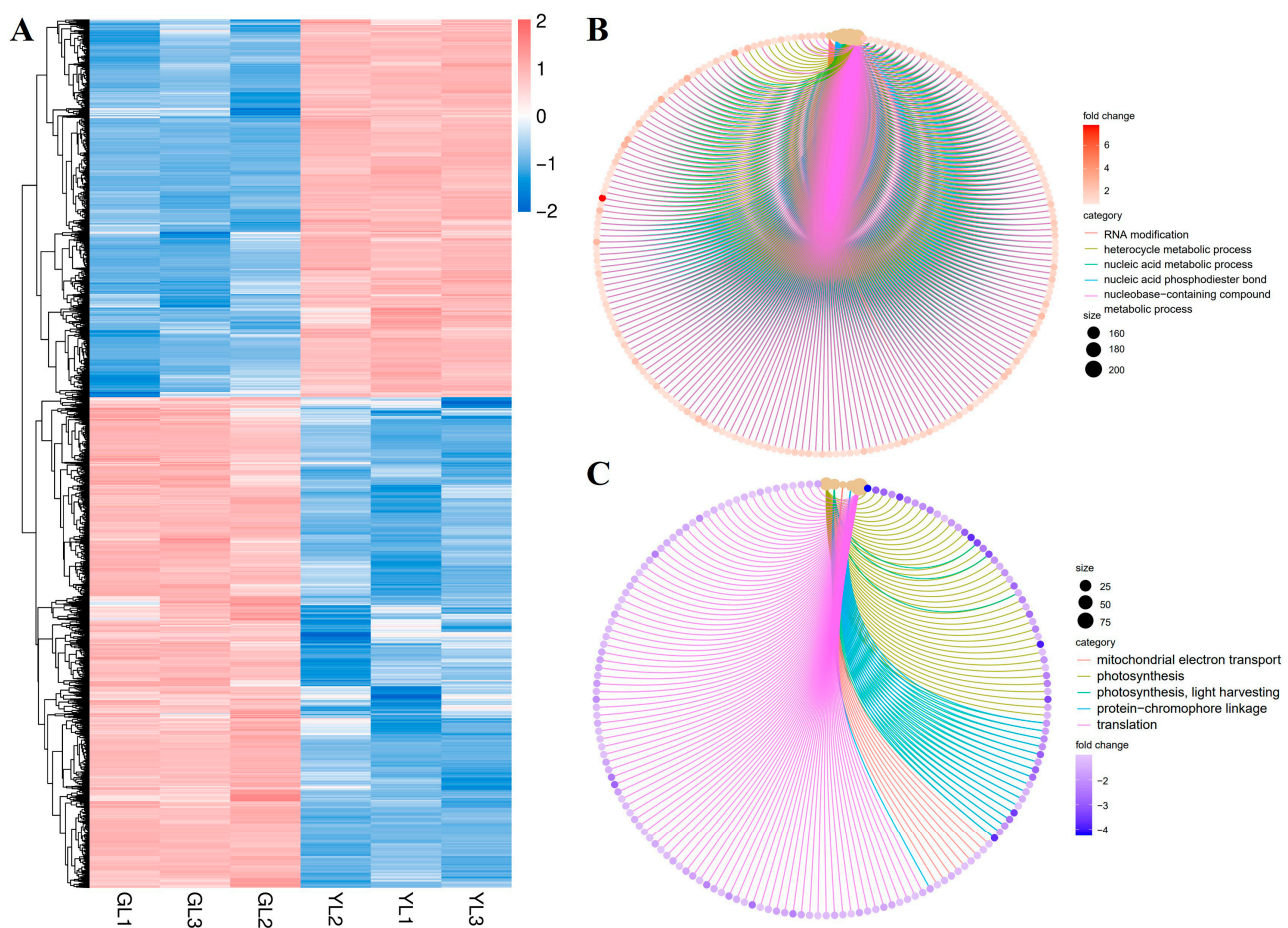 A
2
1
0
−1
−2
GL1
GL3
GL2
YL2
YL1
YL3
B
fold change
6
4
2
category
RNA modification
heterocycle metabolic process
nucleic acid metabolic process
nucleic acid phosphodiester bond
nucleobase−containing compound
metabolic process
size
160
180
200
C
size
25
50
75
category
mitochondrial electron transport
photosynthesis
photosynthesis, light harvesting
protein−chromophore linkage
translation
fold change
−2
−3
−4